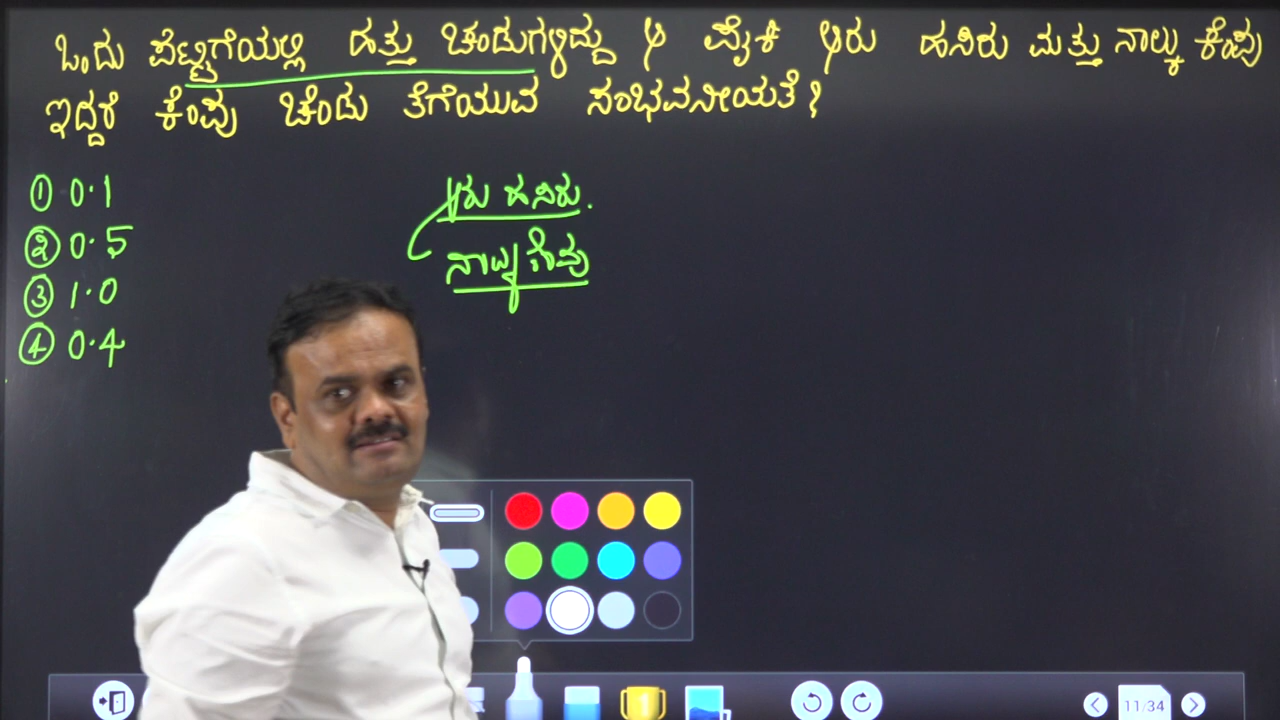 ಒಂದು ಪೆಟ್ಟಿಗೆಯಲ್ಲಿ ಹತ್ತು ಚಂಡುಗಳಿದ್ದು ಆ ಪೈಕಿ ಆರು ಹಸಿರು ಮತ್ತು ನಾಲ್ಕು ಕೆಂಪು
ಇದ್ದರೆ ಕೆಂಪು ಚೆಂಡು ತೆಗೆಯುವ ಸಂಭವನೀಯತೆ?
① 0.1
② 0.5
③ 1.0
④ 0.4
ಆರು ಹಸಿರು.
ನಾಲ್ಕು ಕೆಂಪು
1
11/34